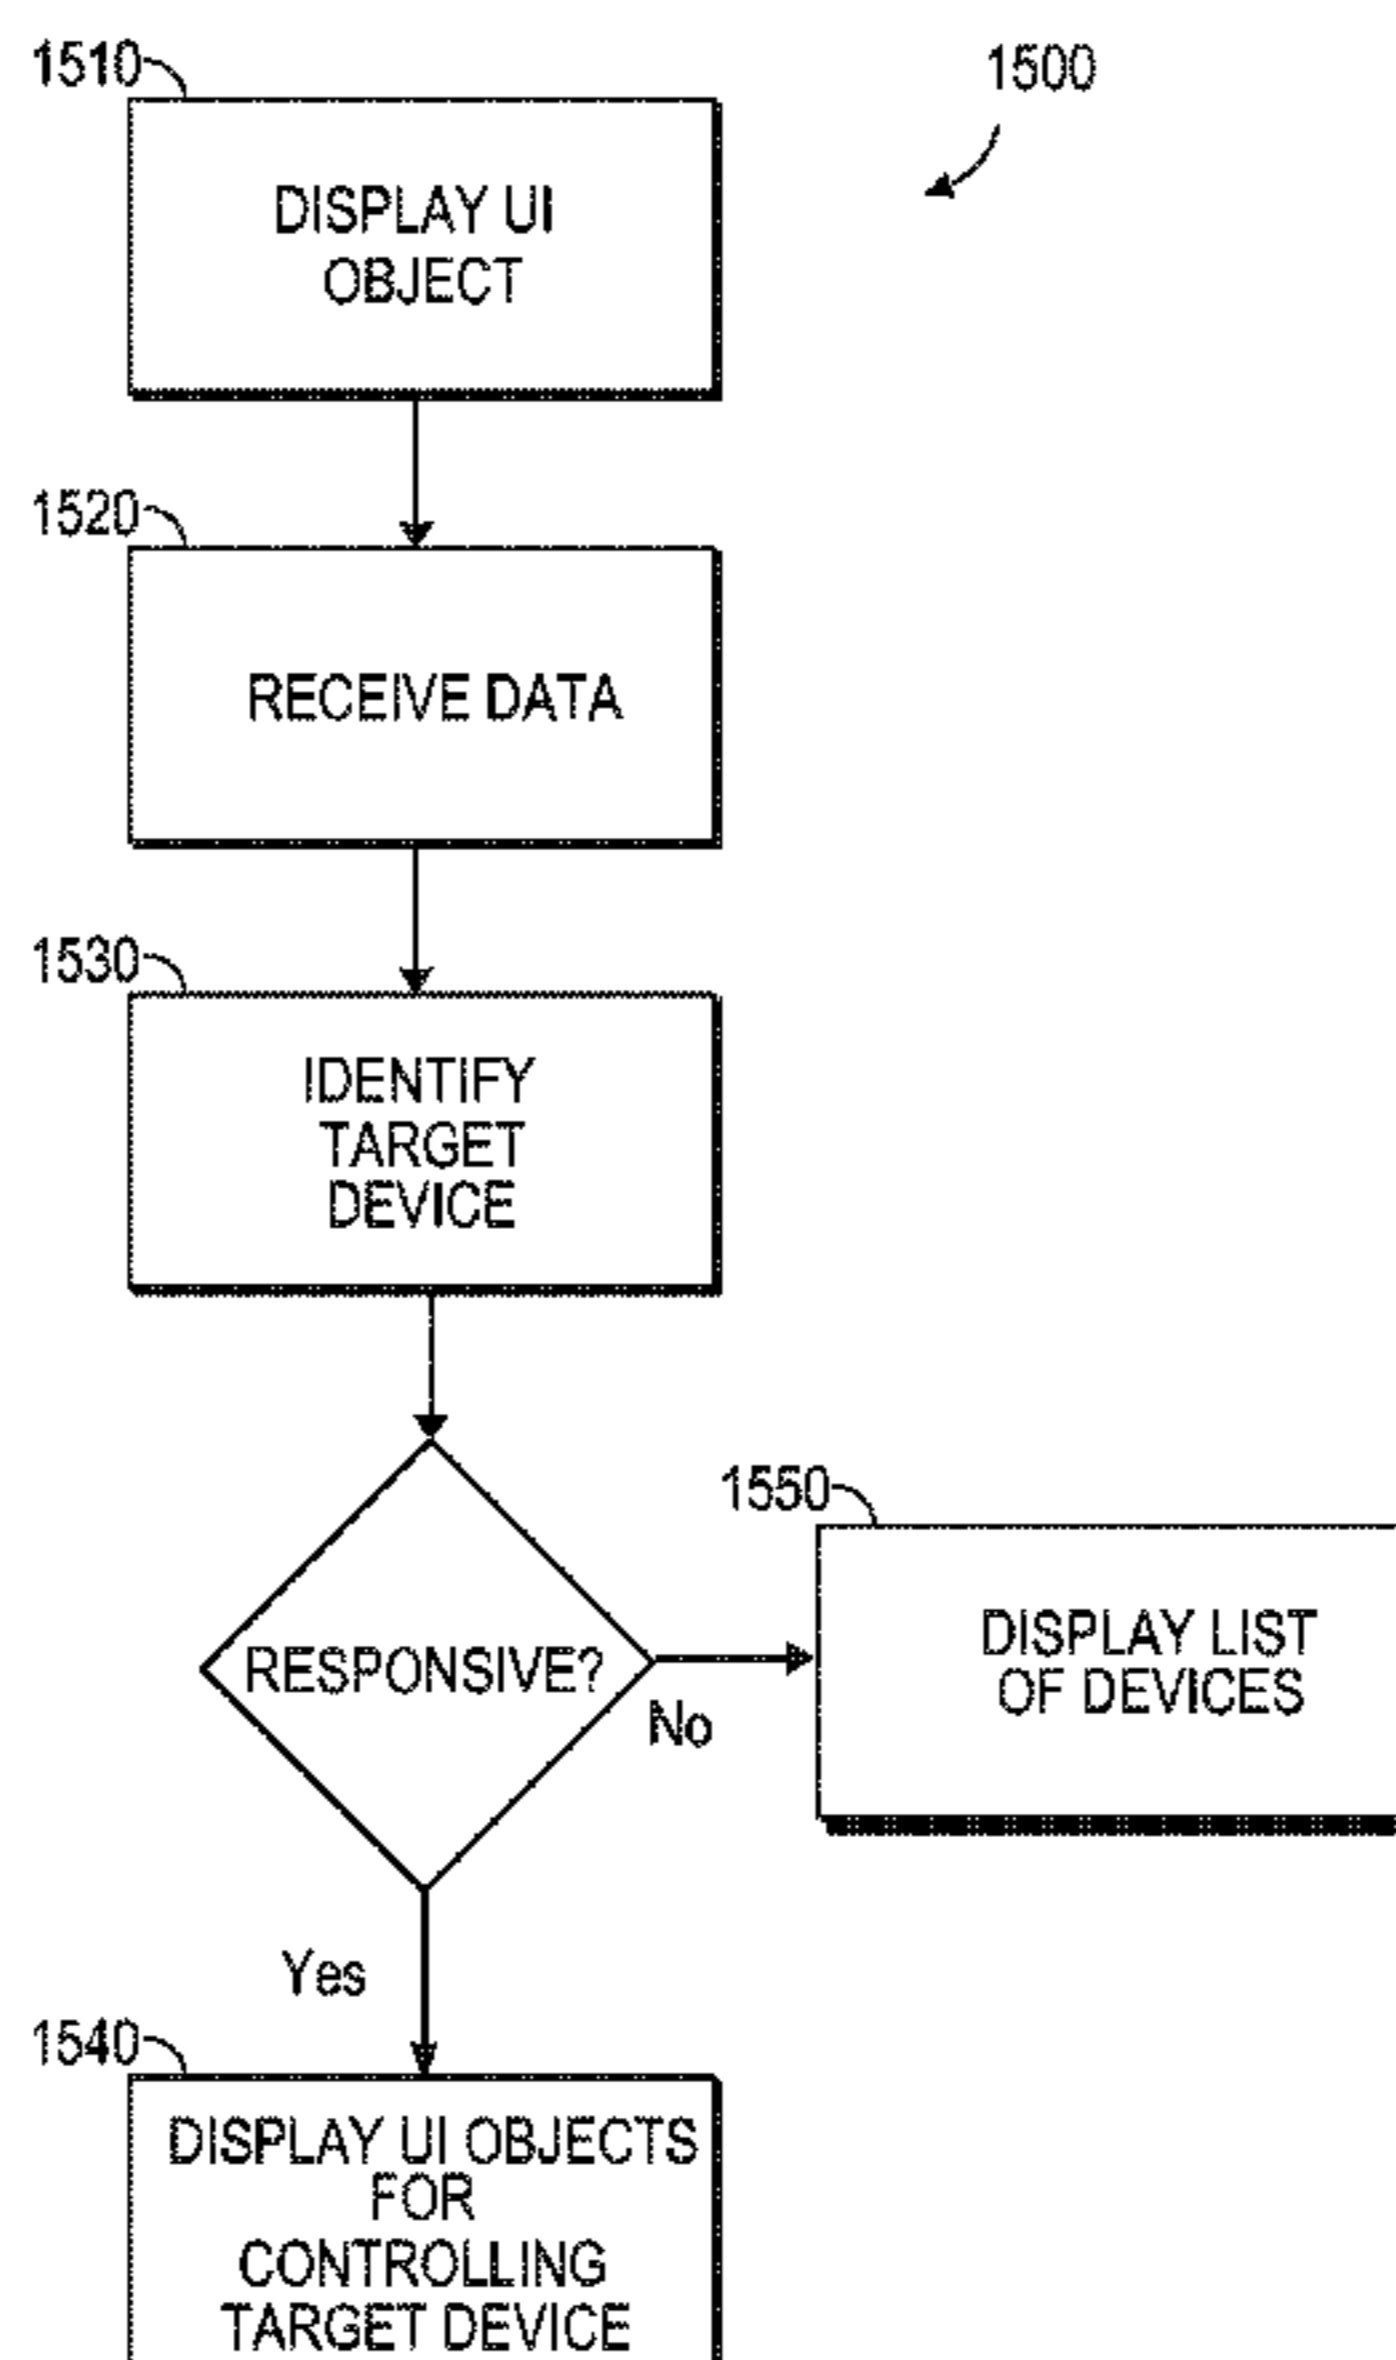 1510
1500
DISPLAY UI
OBJECT
1520
RECEIVE DATA
1530
IDENTIFY
TARGET
DEVICE
1550
RESPONSIVE?
DISPLAY LIST
OF DEVICES
No
Yes
1540
DISPLAY UI OBJECTS
FOR
CONTROLLING
TARGET DEVICE